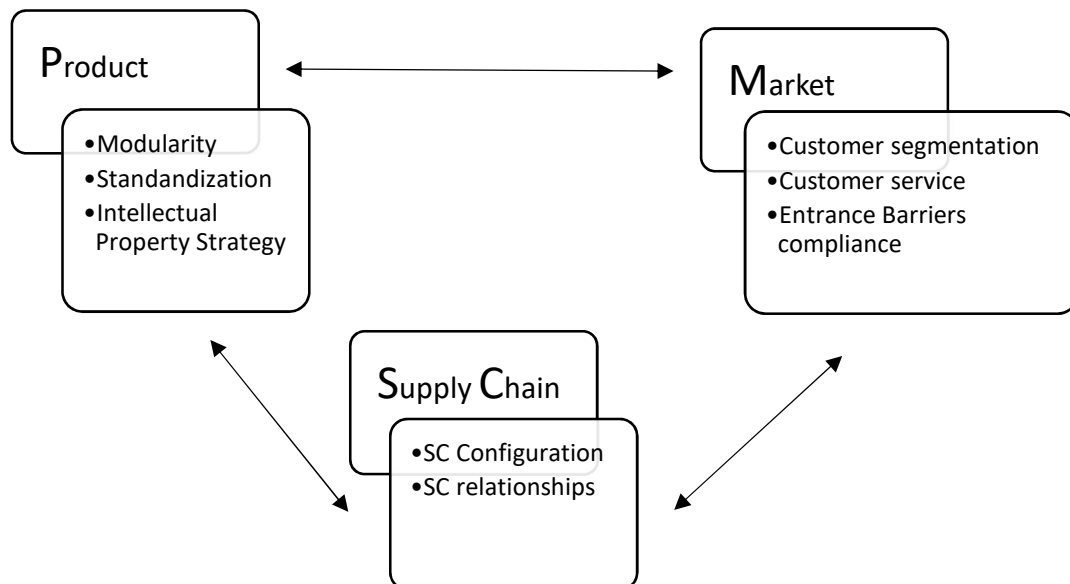 Product
•Modularity
•Standandization
•Intellectual
Property Strategy
Market
•Customer segmentation
•Customer service
•Entrance Barriers
compliance
Supply Chain
•SC Configuration
•SC relationships